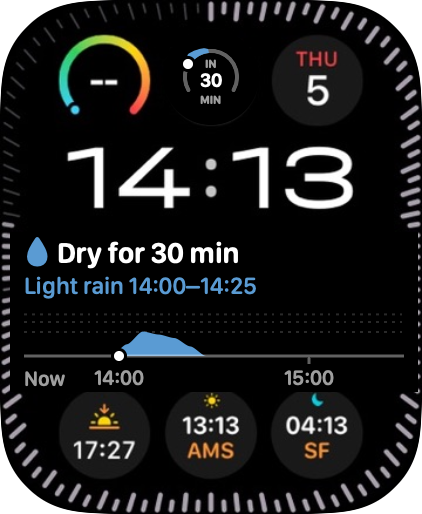 --
IN
30
MIN
THU
5
14:13
Dry for 30 min
Light rain 14:00–14:25
Now 14:00 15:00
17:27
13:13
AMS
04:13
SF